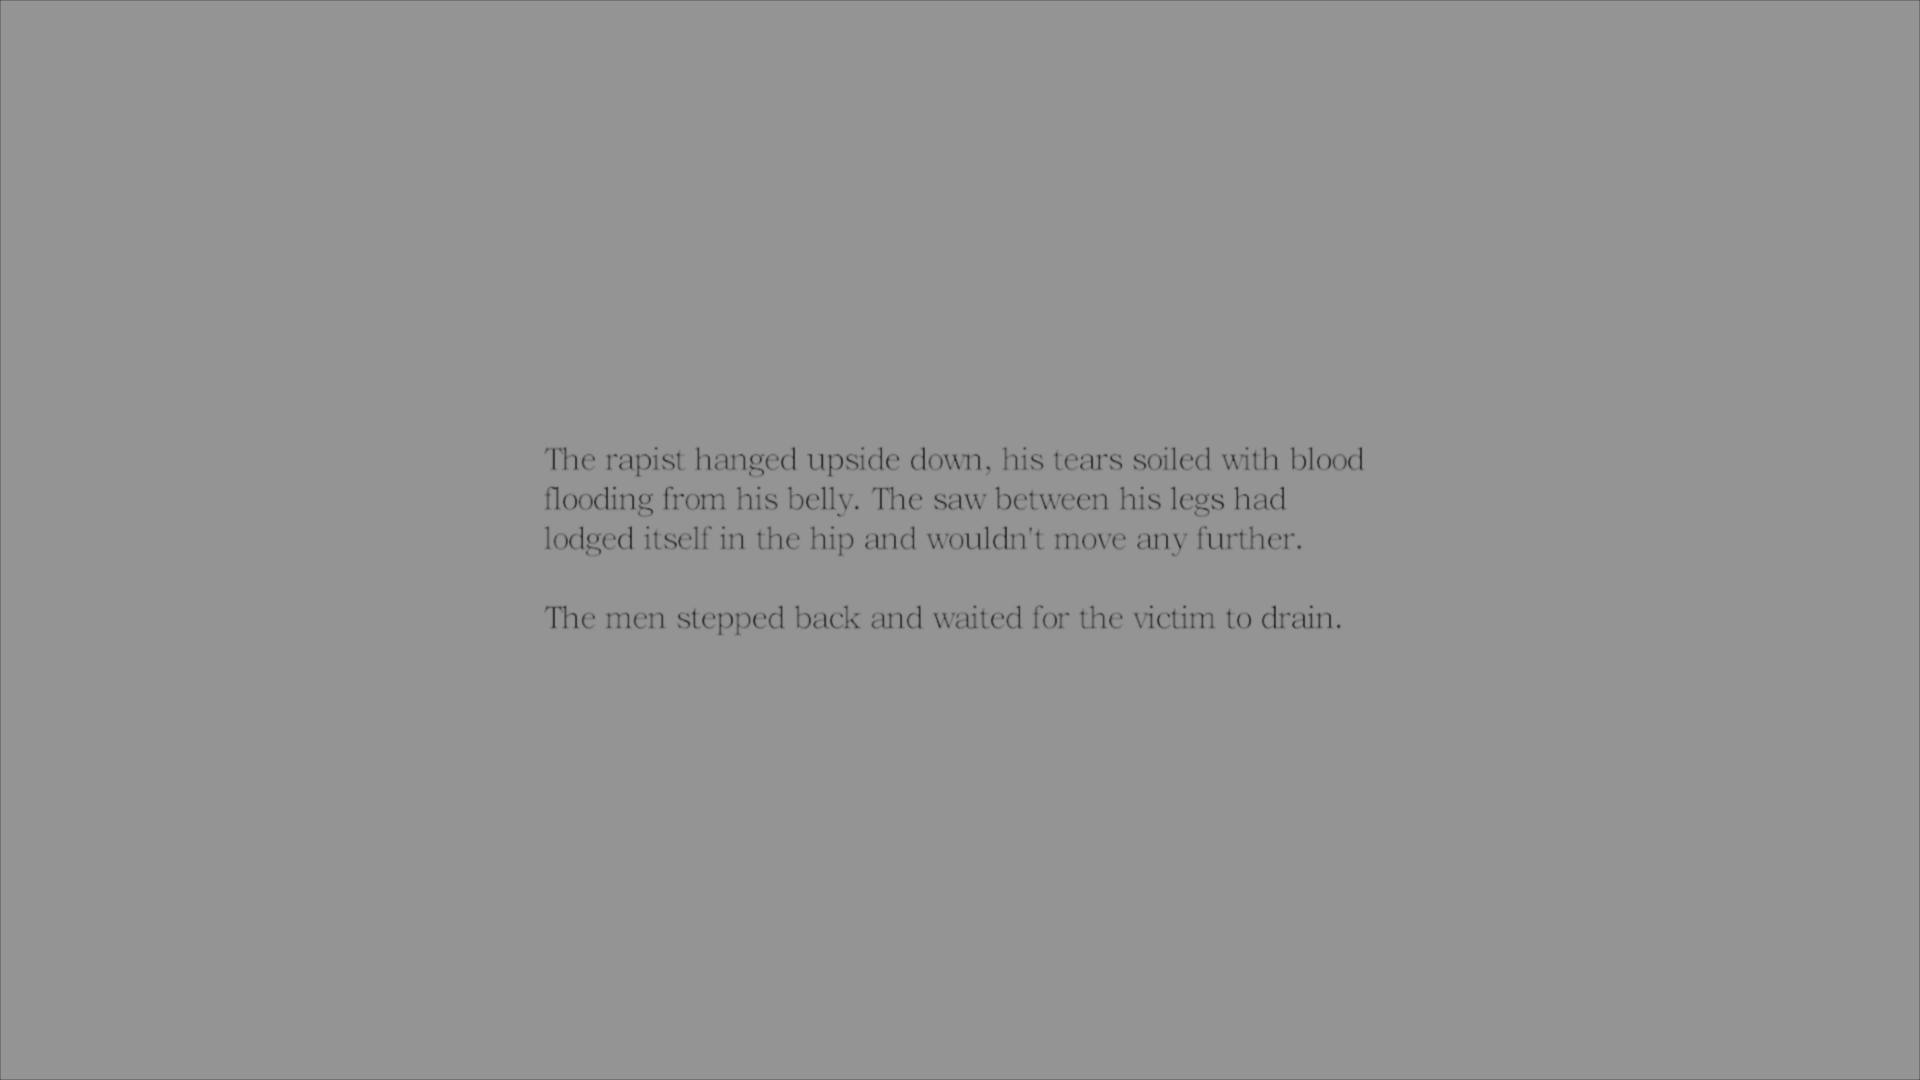 The rapist hanged upside down, his tears soiled with blood
flooding from his belly. The saw between his legs had
lodged itself in the hip and wouldn't move any further.
The men stepped back and waited for the victim to drain.